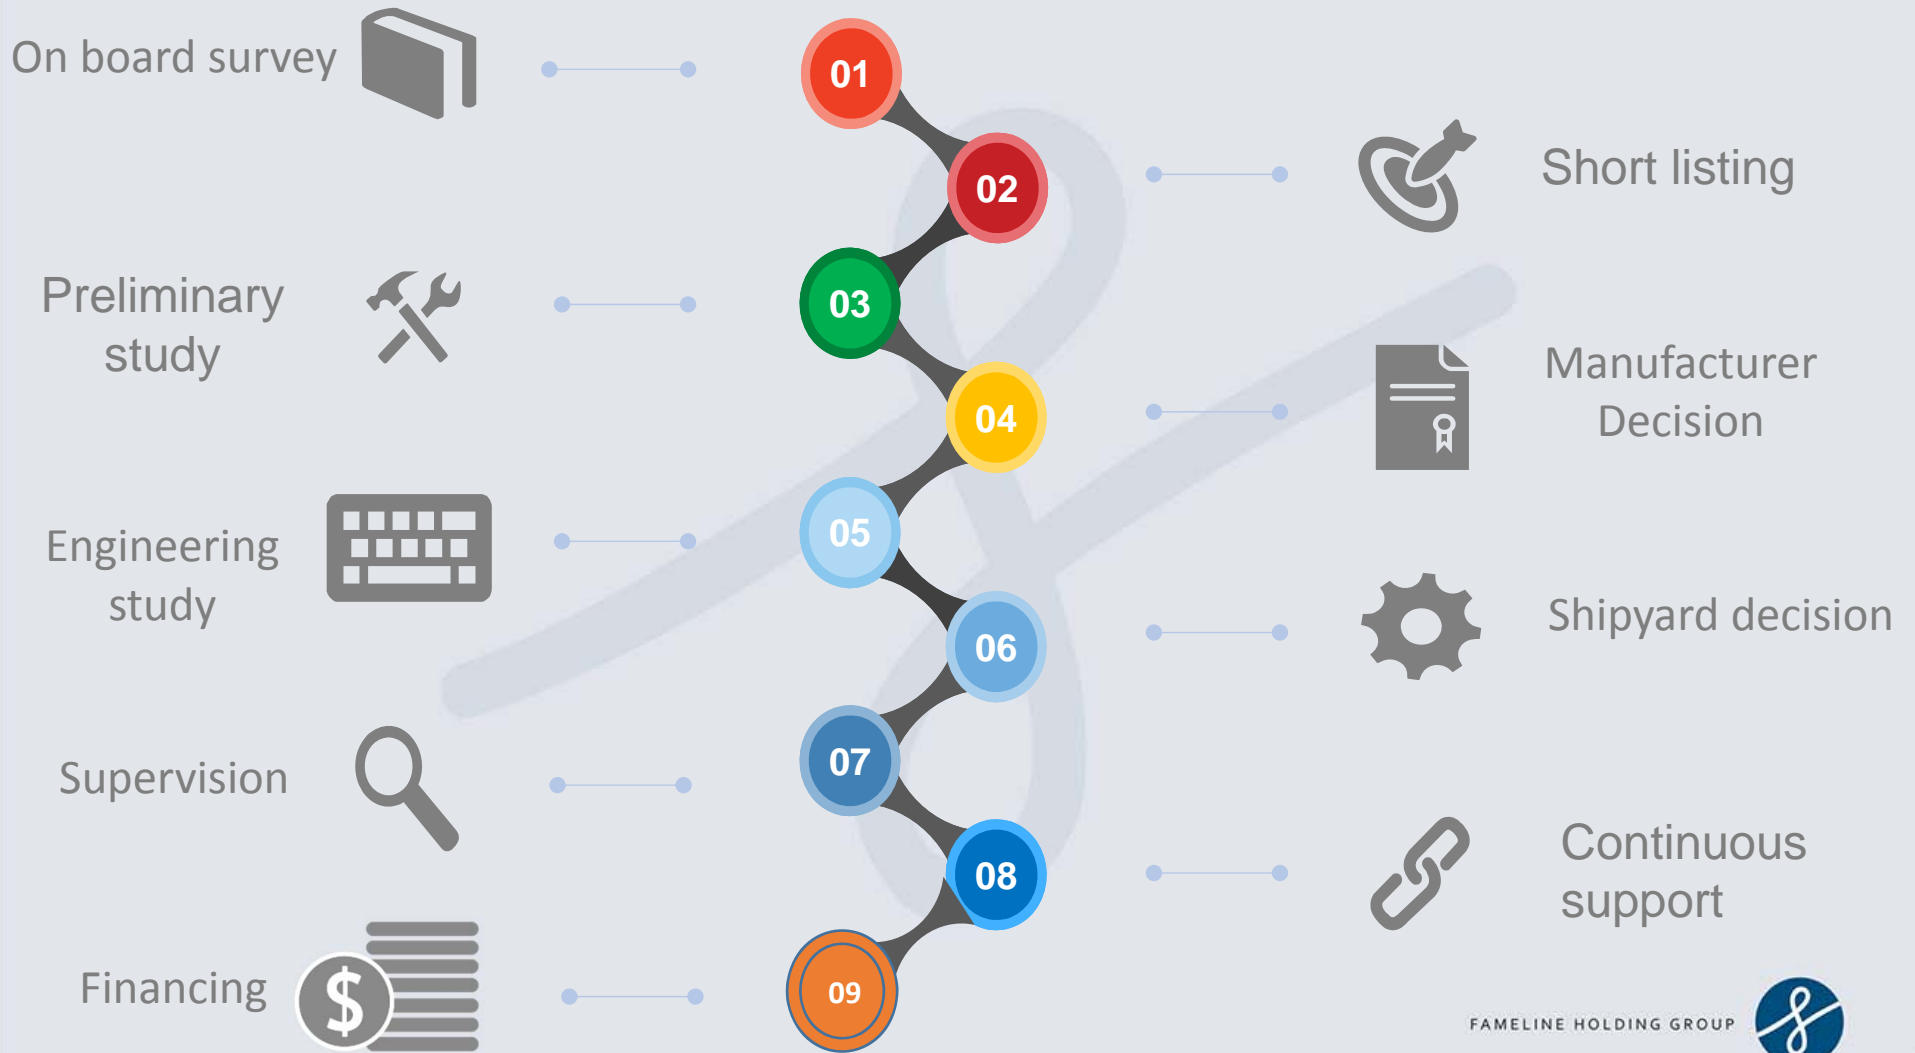 On board survey
01
02
Short listing
Preliminary
study
03
Manufacturer
Decision
04
Engineering
study
05
Shipyard decision
06
Supervision
07
Continuous
support
08
Financing
$
09
FAMELINE HOLDING GROUP